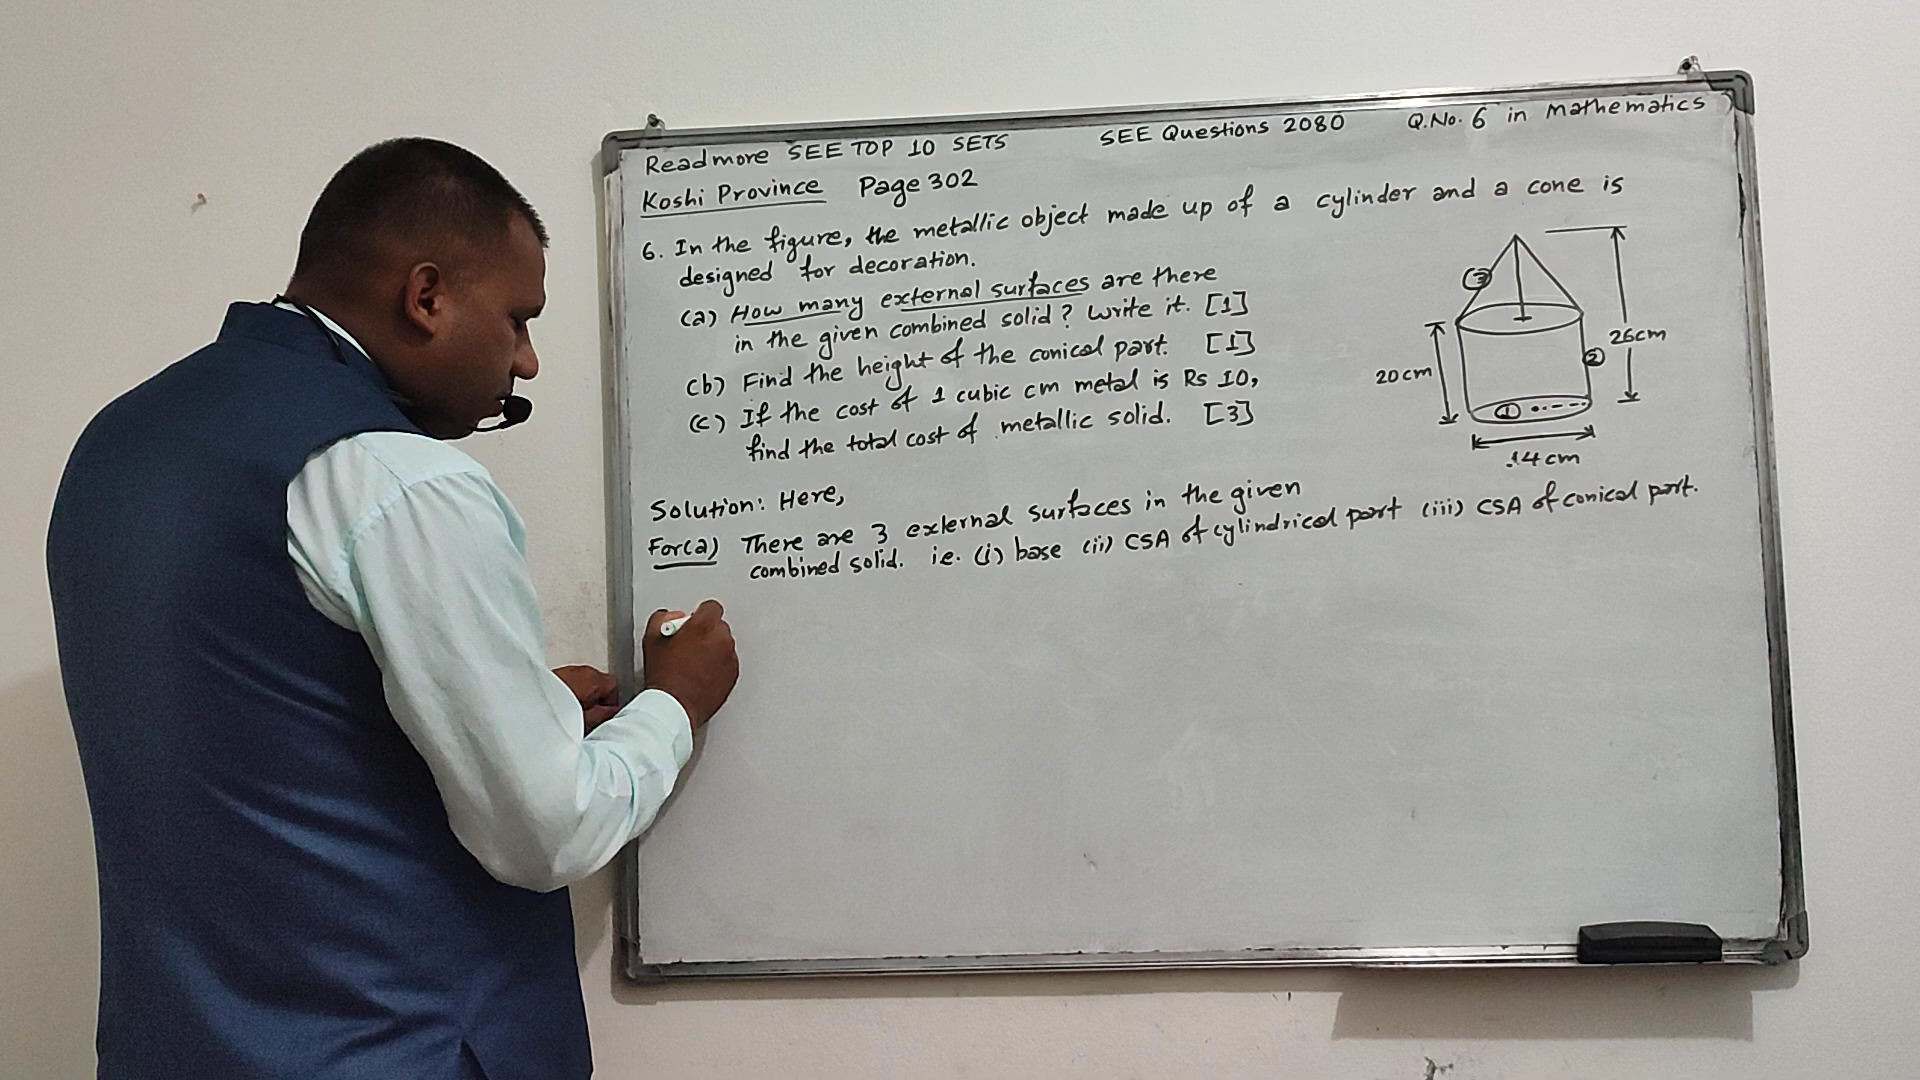 Readmore SEE TOP 10 SETS SEE Questions 2080 Q.No. 6 in mathematics
Koshi Province Page 302
6. In the figure, the metallic object made up of a cylinder and a cone is
designed for decoration.
(a) How many external surfaces are there
in the given combined solid? Write it. [1]
(b) Find the height of the conical part. [1]
(c) If the cost of 1 cubic cm metal is Rs 10,
find the total cost of metallic solid. [3]
3
26cm
2
20cm
1
14cm
Solution: Here,
For(a) There are 3 external surfaces in the given
combined solid. ie. (i) base (ii) CSA of cylindrical part (iii) CSA of conical part.